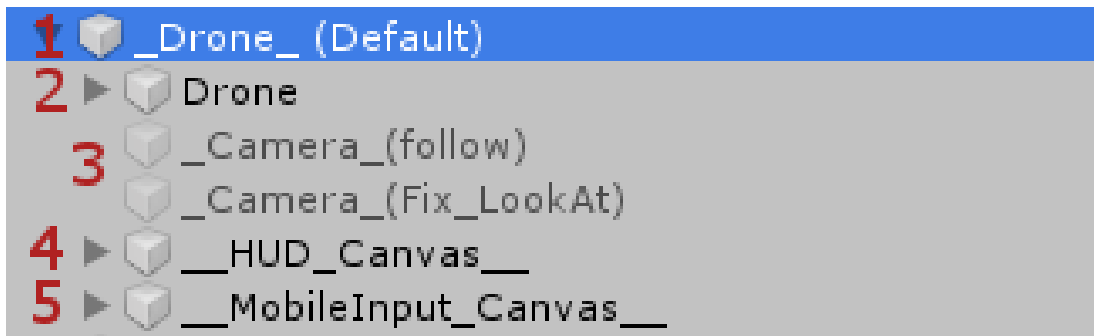 1 _Drone_ (Default)
2 Drone
3 _Camera_(follow)
_Camera_(Fix_LookAt)
4 __HUD_Canvas__
5 __MobileInput_Canvas__